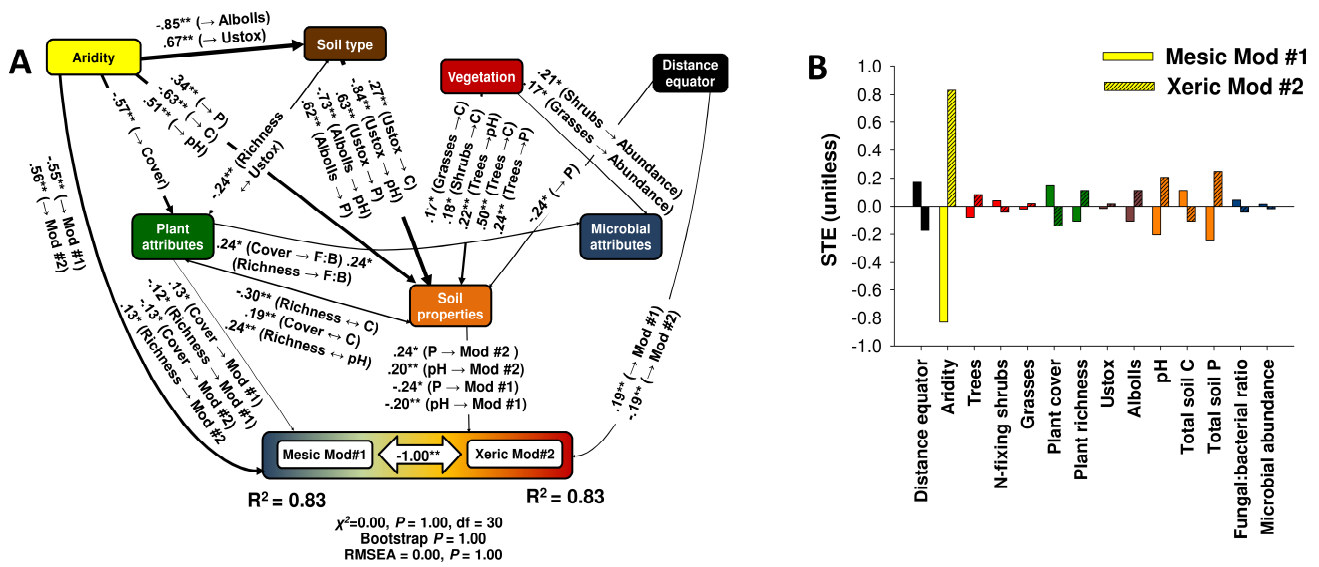 A
Aridity
-.85** (→ Albolls)
.67** (→ Ustox)
Soil type
Vegetation
Distance
equator
.34** (→ P)
-.63** (→ C)
.51** (→ pH)
-.57** (→ Cover)
-.24** (Richness
↔ Ustox)
.27** (Ustox → C)
-.84** (Ustox → pH)
.63** (Ustox → P)
-.73** (Albolls → pH)
.62** (Albolls → P)
.17* (Grasses → C)
.18* (Shrubs → C)
.22** (Trees → pH)
.50** (Trees → C)
.24** (Trees → P)
.21* (Shrubs → Abundance)
.17* (Grasses → Abundance)
-.24* (→ P)
-.55** (→ Mod #1)
.56** (→ Mod #2)
Plant
attributes
Microbial
attributes
.24* (Cover → F:B) .24*
(Richness → F:B)
Soil
properties
-.30** (Richness ↔ C)
.19** (Cover ↔ C)
.24** (Richness ↔ pH)
.13* (Cover → Mod #1)
-.12* (Richness → Mod #1)
-.13* (Cover → Mod #2)
.13* (Richness → Mod #2
.24* (P → Mod #2 )
.20** (pH → Mod #2)
-.24* (P → Mod #1)
-.20** (pH → Mod #1)
.19** (→ Mod #1)
-.19** (→ Mod #2)
Mesic Mod#1
-1.00**
Xeric Mod#2
R² = 0.83
R² = 0.83
χ²=0.00, P = 1.00, df = 30
Bootstrap P = 1.00
RMSEA = 0.00, P = 1.00
B
Mesic Mod #1
Xeric Mod #2
STE (unitless)
1.0
0.8
0.6
0.4
0.2
0.0
-0.2
-0.4
-0.6
-0.8
-1.0
Distance equator
Aridity
Trees
N-fixing shrubs
Grasses
Plant cover
Plant richness
Ustox
Albolls
pH
Total soil C
Total soil P
Fungal:bacterial ratio
Microbial abundance